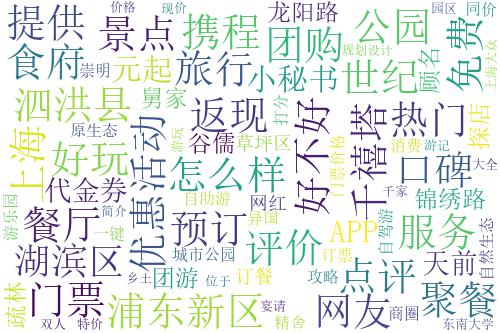 价格
现价
龙阳路
公园
园区
同价
提供
景点
携程
团购
规划设计
上海大众
免费
食府
崇明
元起
旅行
小秘书
世纪
顾名
泗洪县
舅家
返现
打分
好不好
千禧塔
热门
探店
上海
原生态
谷儒
草坪区
消费
游记
好玩
优惠活动
怎么样
游玩
门票价格
口碑
大全
代金券
网红
自助游
千家
锦绣路
游乐园
餐厅
简介
一键
预订
异国
评价
订票
APP
自驾游
服务
自然生态
湖滨区
城市公园
点评
天前
疏林
门票
乡土
团游
位于
订餐
攻略
聚餐
双人
特价
浦东新区
宴请
精舍
网友
商圈
东南大学